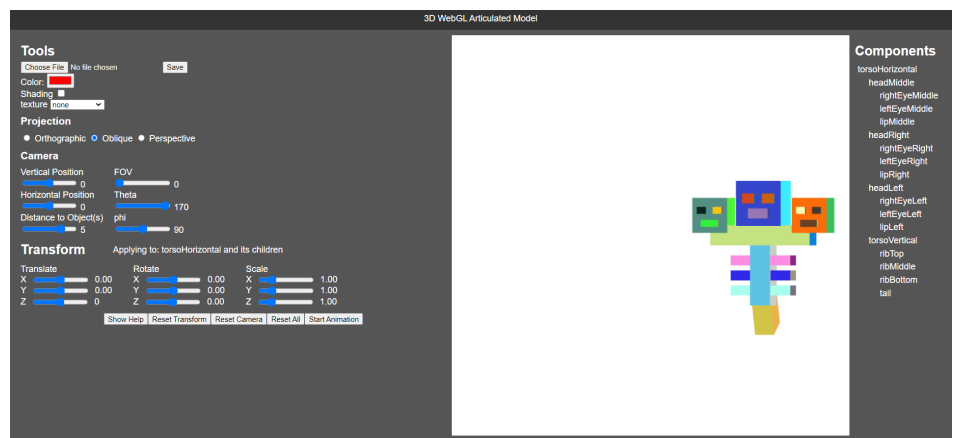 3D WebGL Articulated Model
Tools
Choose File No file chosen Save
Color:
Shading
texture none
Projection
Orthographic Oblique Perspective
Camera
Vertical Position FOV
0 0
Horizontal Position Theta
0 170
Distance to Object(s) phi
5 90
Transform Applying to: torsoHorizontal and its children
Translate Rotate Scale
X 0.00 X 0.00 X 1.00
Y 0.00 Y 0.00 Y 1.00
Z 0 Z 0.00 Z 1.00
Show Help Reset Transform Reset Camera Reset All Start Animation
Components
torsoHorizontal
headMiddle
rightEyeMiddle
leftEyeMiddle
lipMiddle
headRight
rightEyeRight
leftEyeRight
lipRight
headLeft
rightEyeLeft
leftEyeLeft
lipLeft
torsoVertical
ribTop
ribMiddle
ribBottom
tail